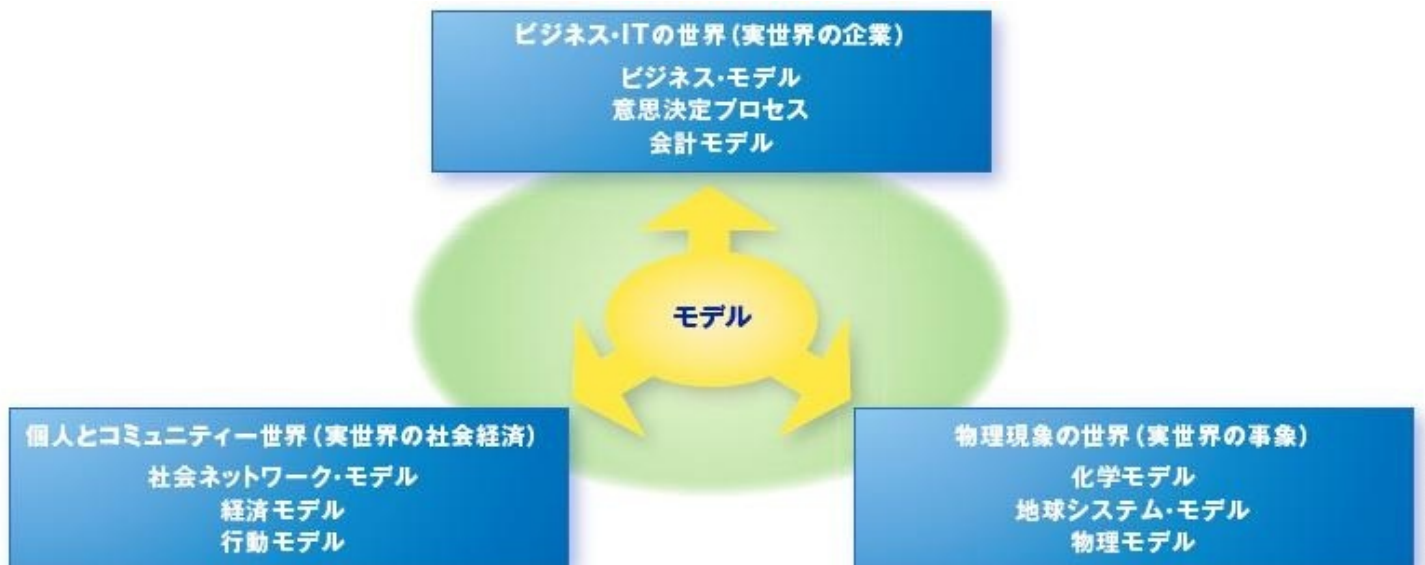 ビジネス・ITの世界(実世界の企業)
ビジネス・モデル
意思決定プロセス
会計モデル
モデル
個人とコミュニティー世界(実世界の社会経済)
社会ネットワーク・モデル
経済モデル
行動モデル
物理現象の世界(実世界の事象)
化学モデル
地球システム・モデル
物理モデル